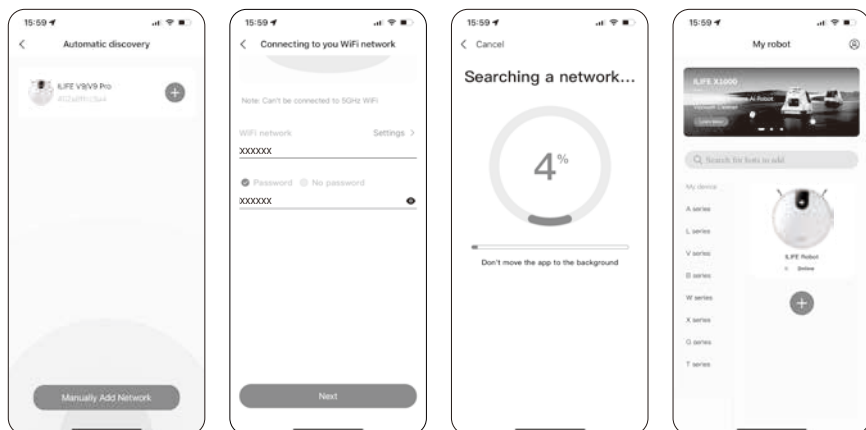 15:59
Automatic discovery
ILIFE V9/V9 Pro
Manually Add Network
15:59
Connecting to you WiFi network
Note: Can't be connected to 5GHz WiFi
WiFi network Settings >
XXXXXX
Password No password
XXXXXX
Next
15:59
< Cancel
Searching a network...
4%
Don't move the app to the background
15:59
My robot
ILIFE X1000
AI Robot
Vacuum Cleaner
Learn More
Search for bots to add
My device
A series
L series
V series
B series
W series
X series
G series
T series
ILIFE Robot
Online